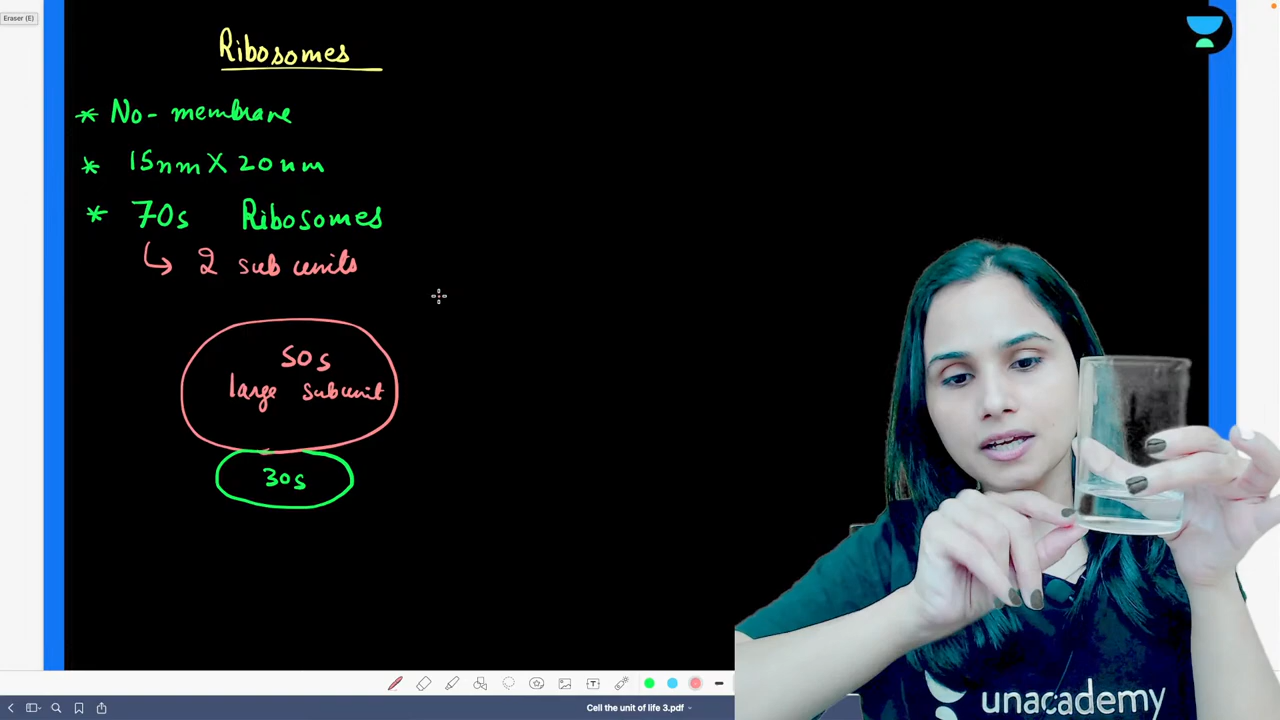 Eraser (E)
Ribosomes
* No-membrane
* 15nm X 20nm
* 70s Ribosomes
↳ 2 sub units
50s
large subunit
30s
unacademy
Cell the unit of life 3.pdf